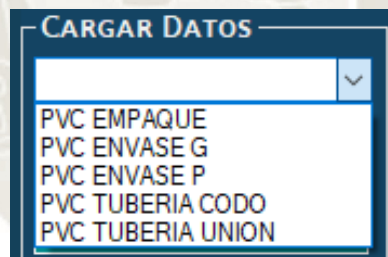 CARGAR DATOS
PVC EMPAQUE
PVC ENVASE G
PVC ENVASE P
PVC TUBERIA CODO
PVC TUBERIA UNION